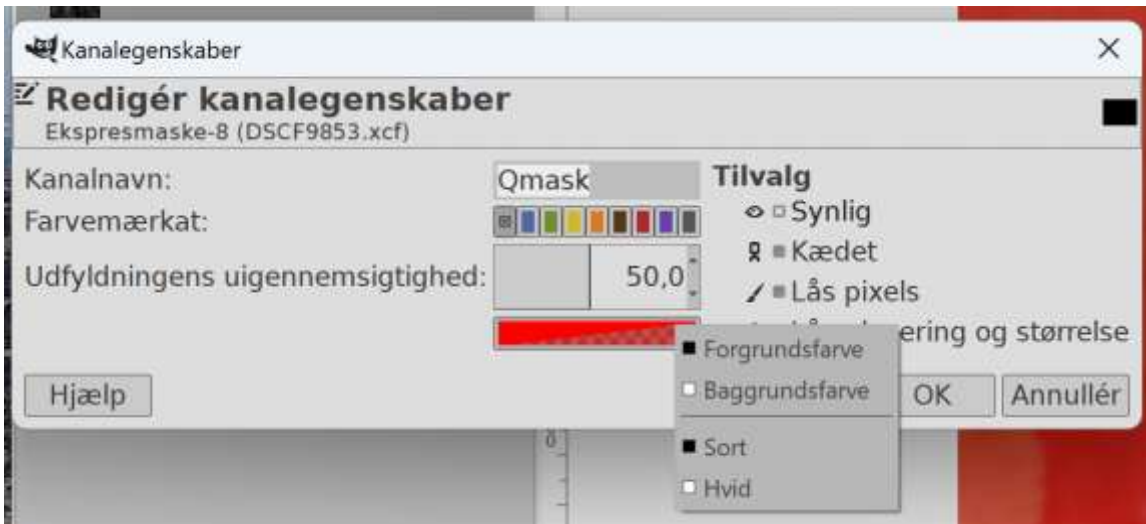 Kanalegenskaber
Redigér kanalegenskaber
Ekspresmaske-8 (DSCF9853.xcf)
Kanalnavn:
Qmask
Farvemærkat:
Udfyldningens uigennemsigtighed:
50,0
Tilvalg
Synlig
Kædet
Lås pixels
ering og størrelse
Forgrundsfarve
Baggrundsfarve
Sort
Hvid
Hjælp
OK
Annullér